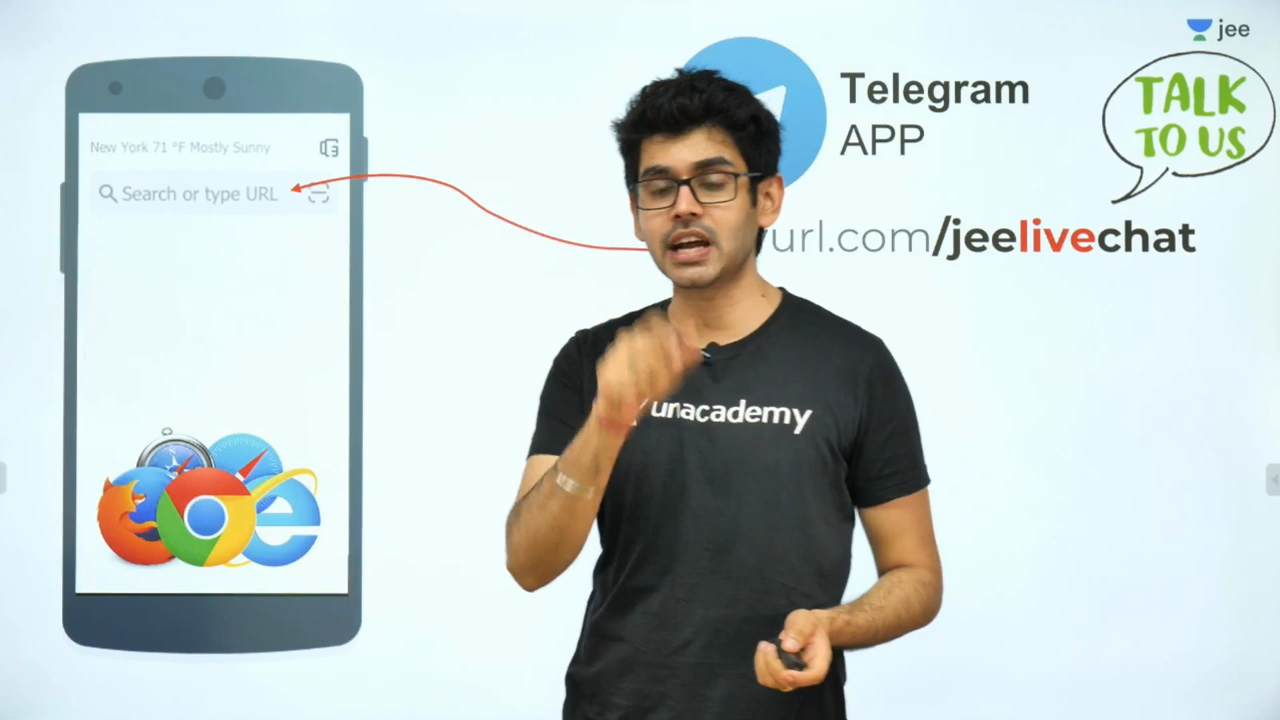 jee
TALK
TO US
Telegram
APP
url.com/jeelivechat
New York 71 °F Mostly Sunny
Search or type URL
unacademy